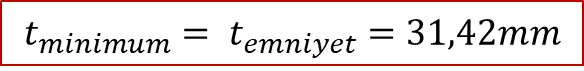 t_minimum = t_emniyet = 31,42mm